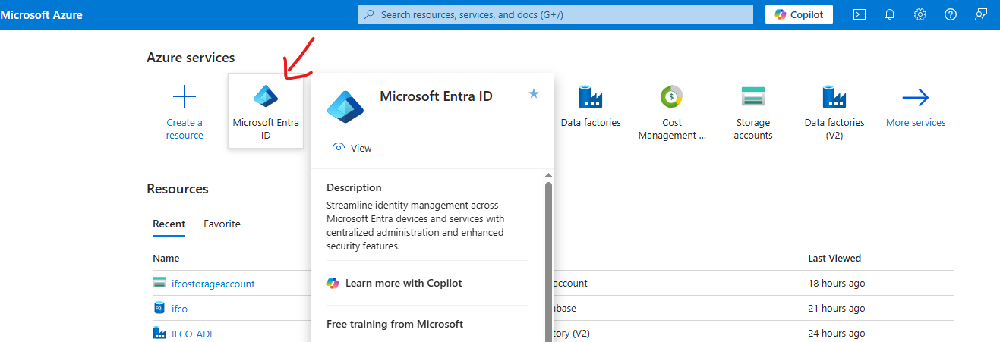 Microsoft Azure
Search resources, services, and docs (G+/)
Copilot
Azure services
Create a
resource
Microsoft Entra
ID
Microsoft Entra ID
View
Data factories
Cost
Management ...
Storage
accounts
Data factories
(V2)
More services
Description
Streamline identity management across
Microsoft Entra devices and services with
centralized administration and enhanced
security features.
Learn more with Copilot
Free training from Microsoft
Resources
Recent
Favorite
Name
Last Viewed
ifcostorageaccount
account
18 hours ago
SQL
ifco
21 hours ago
IFCO-ADF
(V2)
24 hours ago